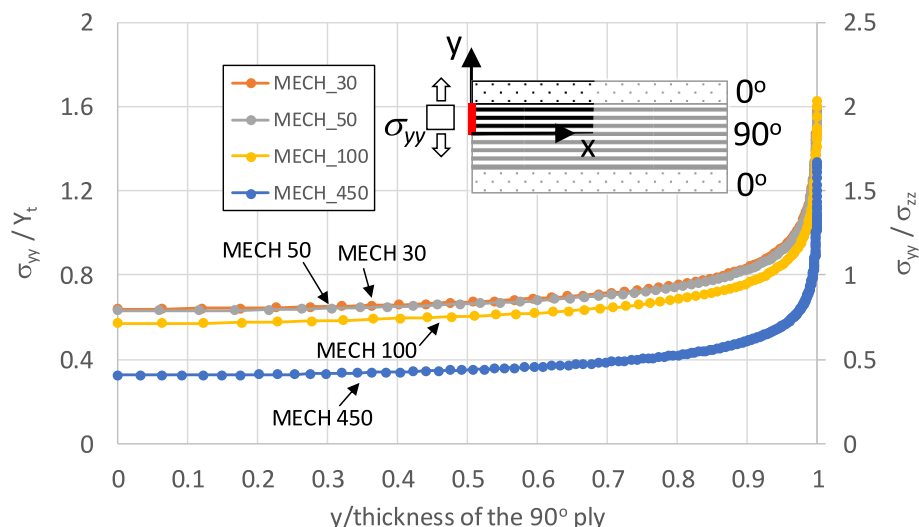 2
1.6
1.2
0.8
0.4
0
σyy / Yt
MECH_30
MECH_50
MECH_100
MECH_450
y
σyy
x
0º
90º
0º
MECH 50
MECH 30
MECH 100
MECH 450
2.5
2
1.5
1
0.5
0
σyy / σzz
0 0.1 0.2 0.3 0.4 0.5 0.6 0.7 0.8 0.9 1
y/thickness of the 90º ply